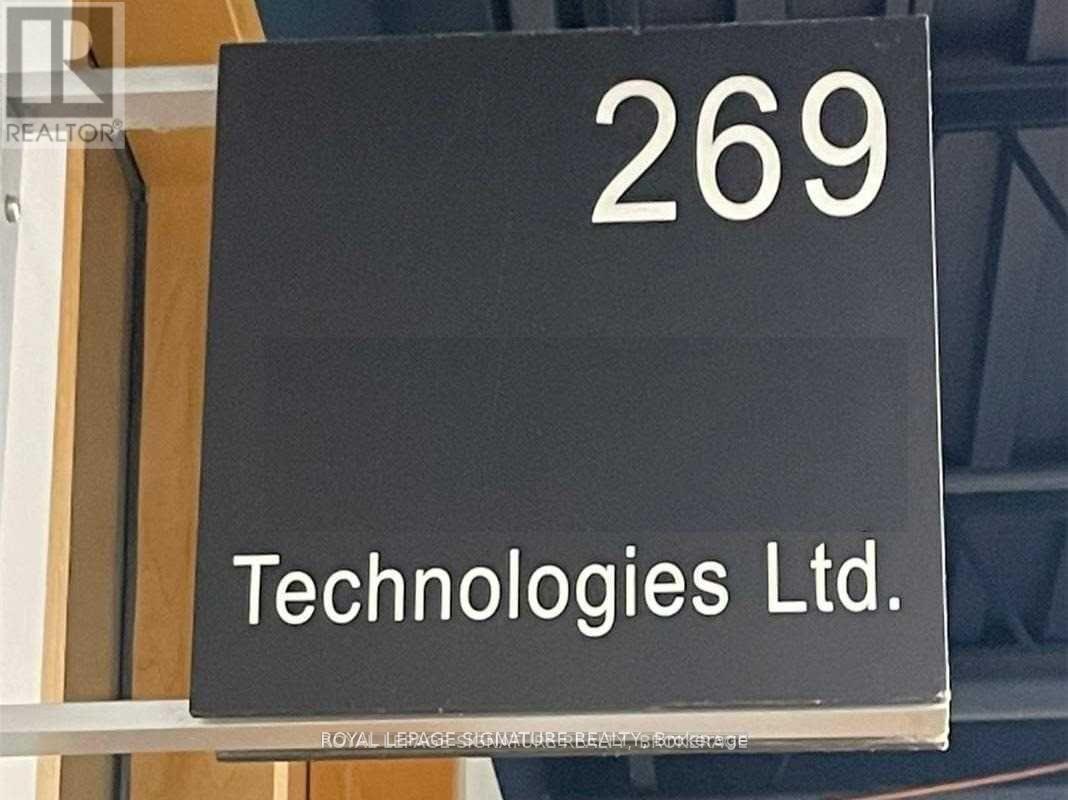 R
REALTOR®
269
Technologies Ltd.
ROYAL LEPAGE SIGNATURE REALTY, Brokerage